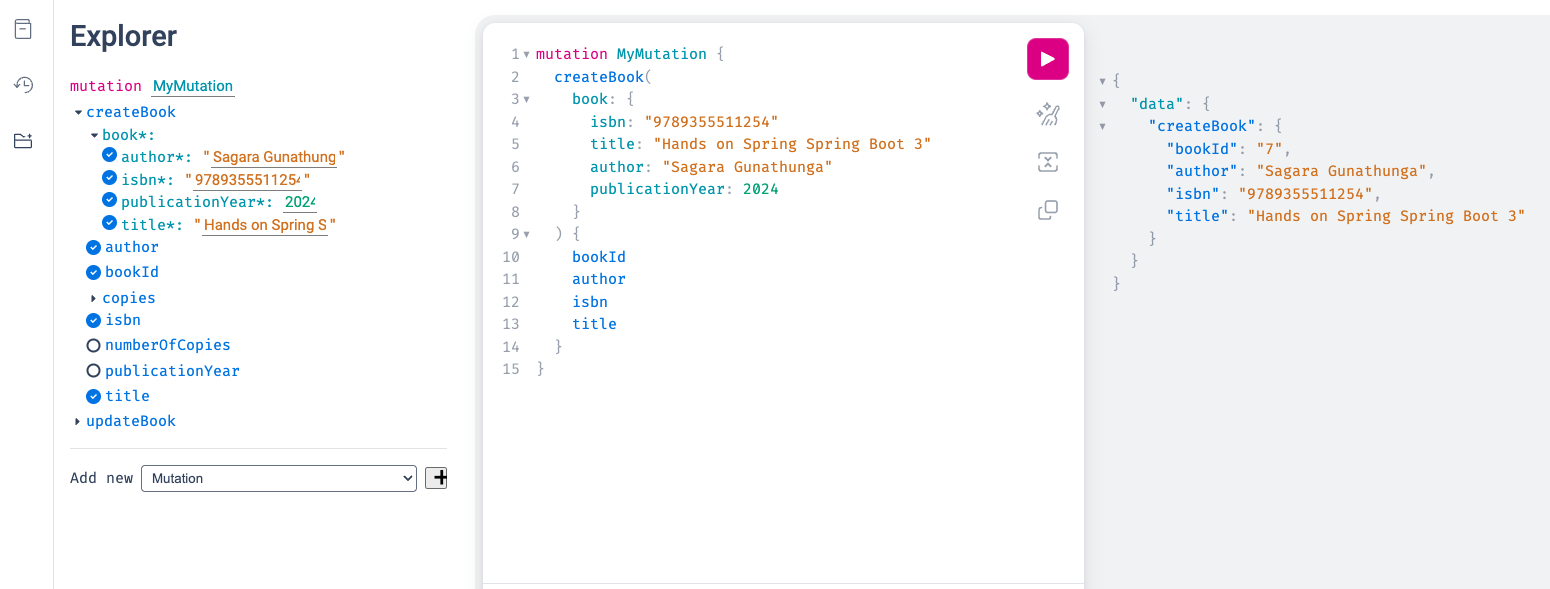 Explorer
mutation MyMutation
createBook
book*:
author*: "Sagara Gunathung"
isbn*: "9789355511254"
publicationYear*: 2024
title*: "Hands on Spring S"
author
bookId
copies
isbn
numberOfCopies
publicationYear
title
updateBook
Add new Mutation +
1 mutation MyMutation {
2 createBook(
3 book: {
4 isbn: "9789355511254"
5 title: "Hands on Spring Spring Boot 3"
6 author: "Sagara Gunathunga"
7 publicationYear: 2024
8 }
9 ) {
10 bookId
11 author
12 isbn
13 title
14 }
15 }
{
"data": {
"createBook": {
"bookId": "7",
"author": "Sagara Gunathunga",
"isbn": "9789355511254",
"title": "Hands on Spring Spring Boot 3"
}
}
}